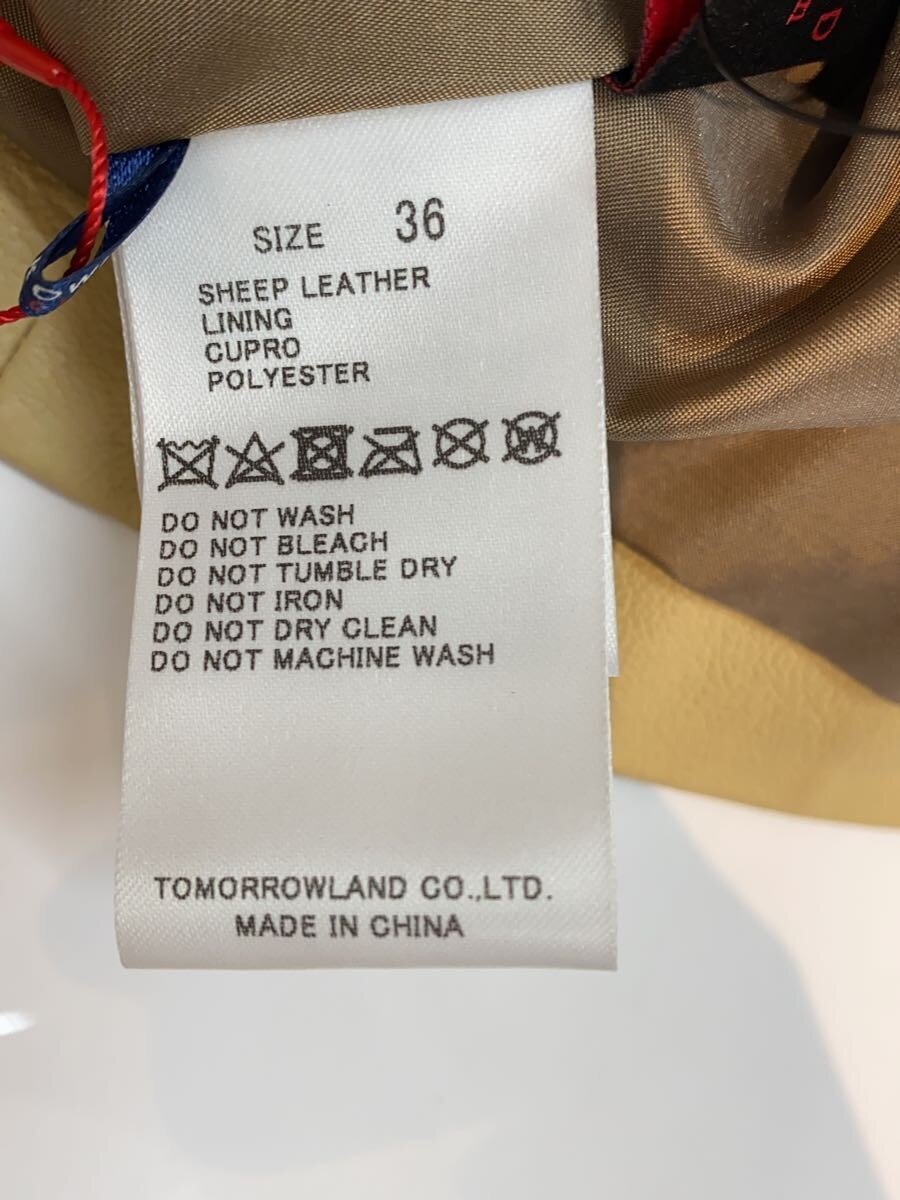 SIZE 36
SHEEP LEATHER
LINING
CUPRO
POLYESTER
W
DO NOT WASH
DO NOT BLEACH
DO NOT TUMBLE DRY
DO NOT IRON
DO NOT DRY CLEAN
DO NOT MACHINE WASH
TOMORROWLAND CO.,LTD.
MADE IN CHINA